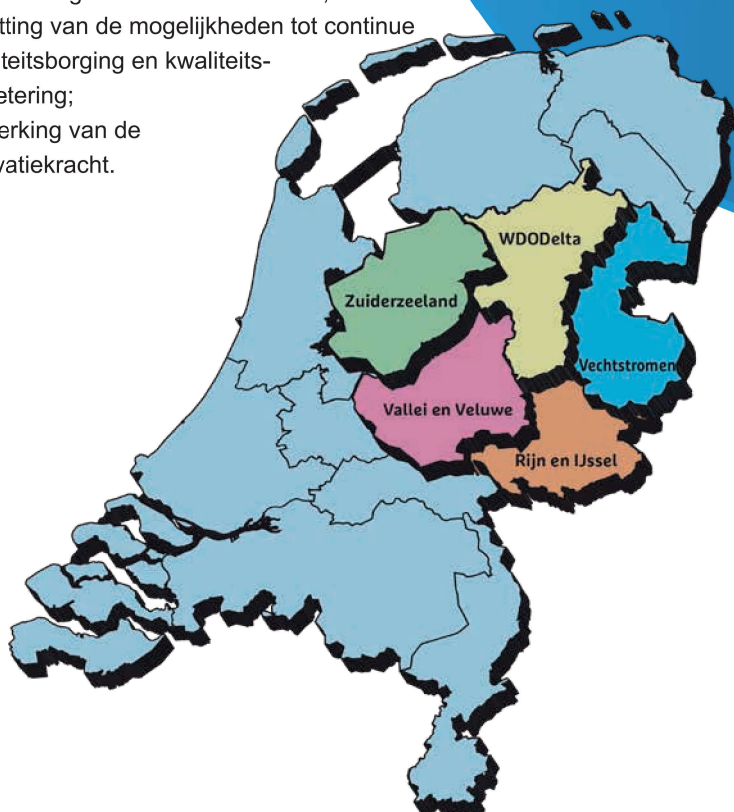 tting van de mogelijkheden tot continue
teitsborging en kwaliteits-
etering;
erking van de
vatiekracht.
WDODelta
Zuiderzeeland
Vechtstromen
Vallei en Veluwe
Rijn en IJssel